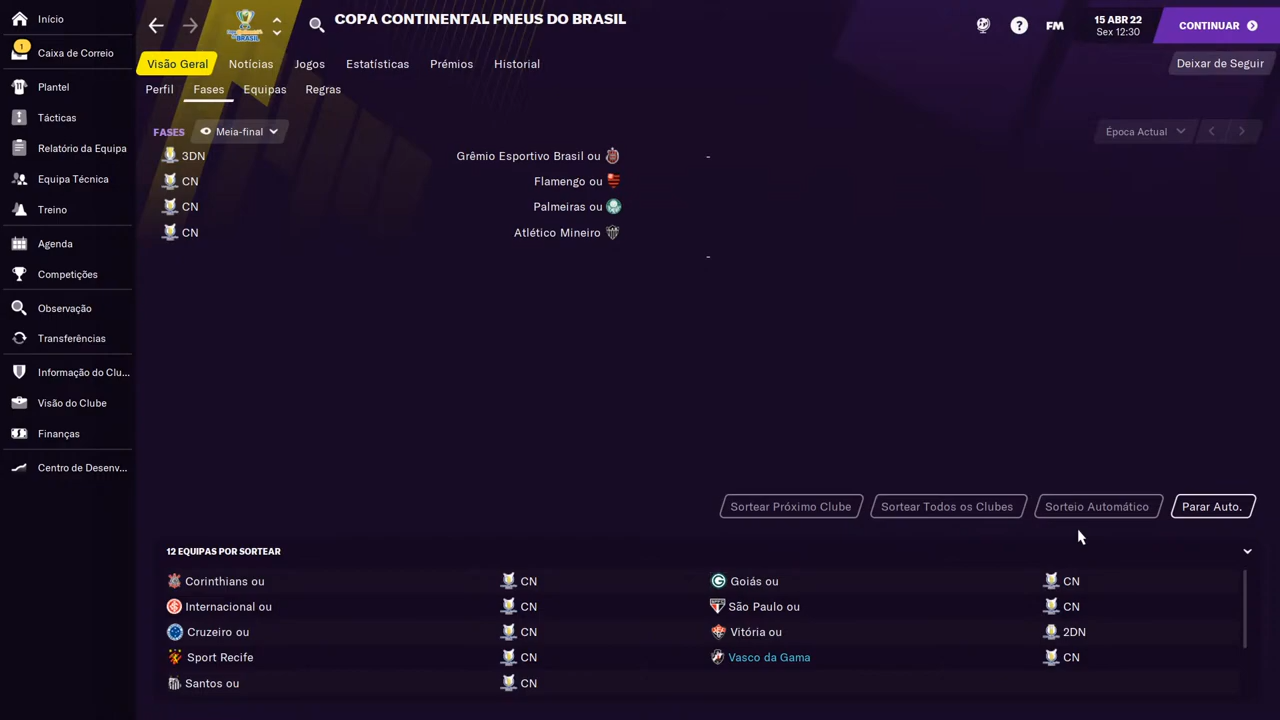 Início
COPA CONTINENTAL PNEUS DO BRASIL
? FM
15 ABR 22
Sex 12:30
CONTINUAR
1
Caixa de Correio
Visão Geral Notícias Jogos Estatísticas Prémios Historial
Deixar de Seguir
Plantel
Perfil Fases Equipas Regras
Tácticas
FASES Meia-final
Época Actual
Relatório da Equipa
3DN Grêmio Esportivo Brasil ou -
Equipa Técnica
CN Flamengo ou
Treino
CN Palmeiras ou
CN Atlético Mineiro
Agenda
-
Competições
Observação
Transferências
Informação do Clu...
Visão do Clube
Finanças
Centro de Desenv...
Sortear Próximo Clube Sortear Todos os Clubes Sorteio Automático Parar Auto.
12 EQUIPAS POR SORTEAR
Corinthians ou CN Goiás ou CN
Internacional ou CN São Paulo ou CN
Cruzeiro ou CN Vitória ou 2DN
Sport Recife CN Vasco da Gama CN
Santos ou CN